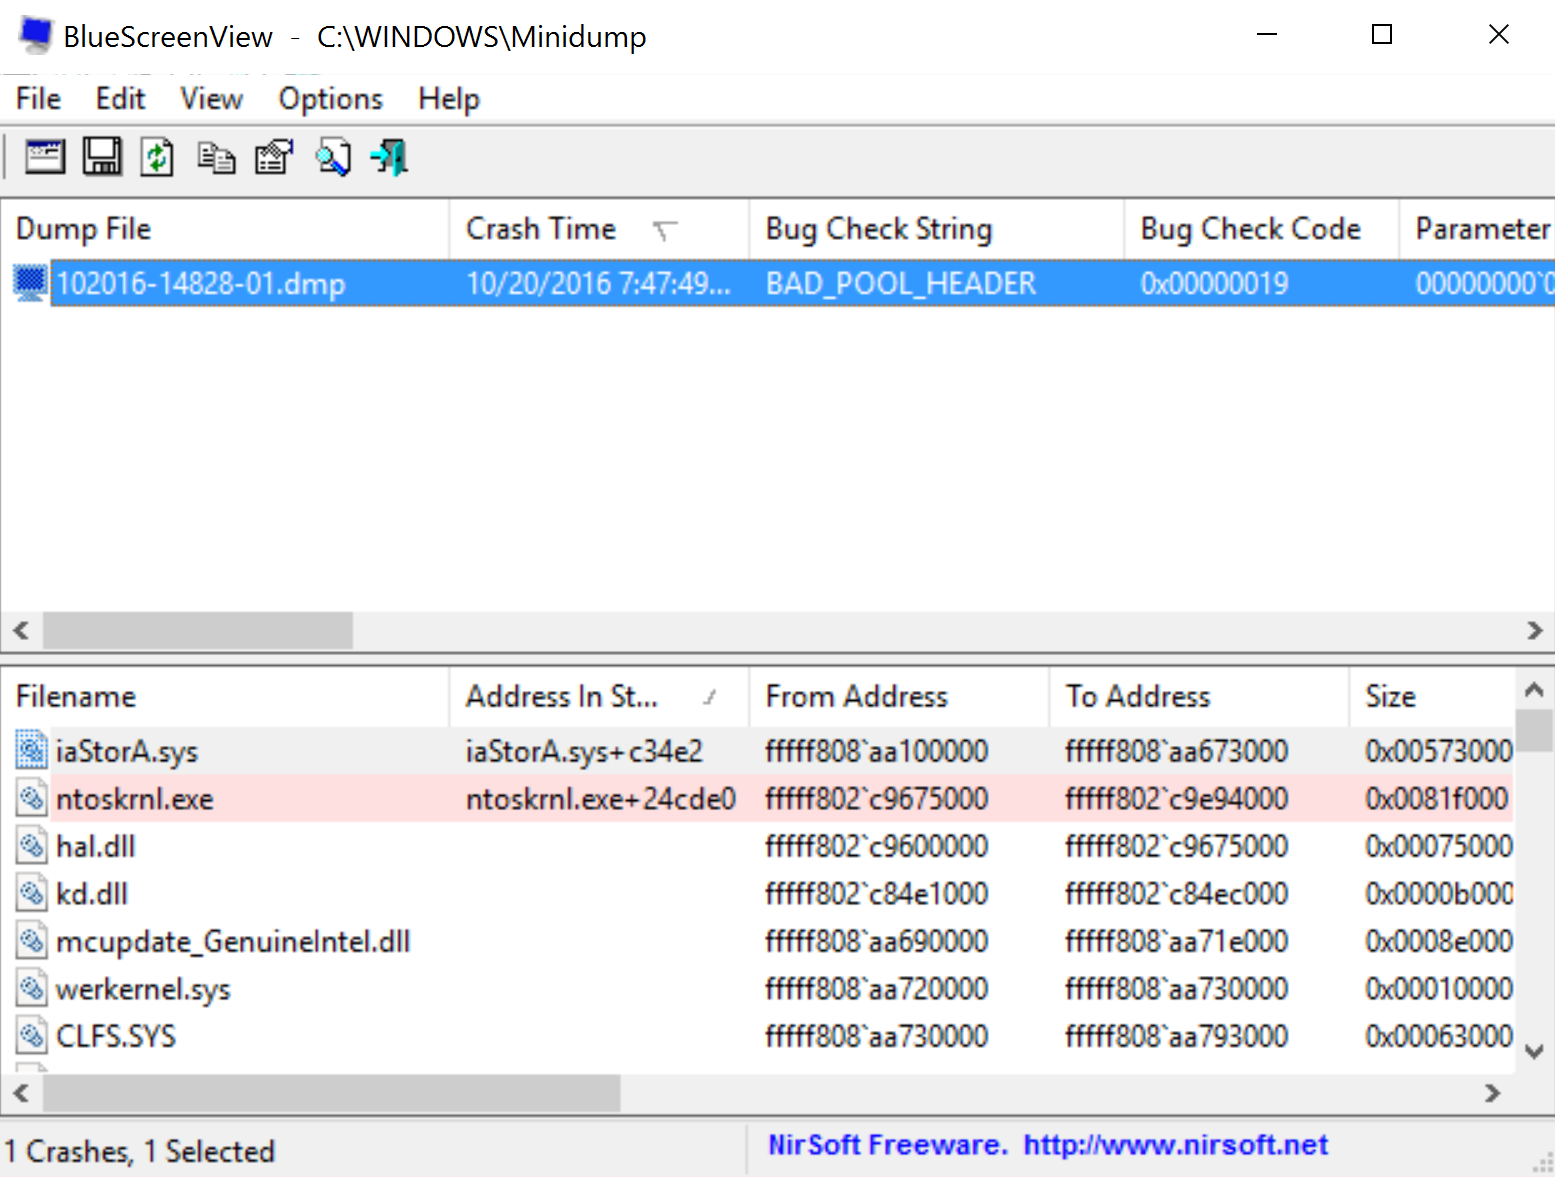 BlueScreenView - C:\WINDOWS\Minidump
File Edit View Options Help
Dump File Crash Time Bug Check String Bug Check Code Parameter
102016-14828-01.dmp 10/20/2016 7:47:49... BAD_POOL_HEADER 0x00000019 00000000`0
Filename Address In St... From Address To Address Size
iaStorA.sys iaStorA.sys+c34e2 fffff808`aa100000 fffff808`aa673000 0x00573000
ntoskrnl.exe ntoskrnl.exe+24cde0 fffff802`c9675000 fffff802`c9e94000 0x0081f000
hal.dll fffff802`c9600000 fffff802`c9675000 0x00075000
kd.dll fffff802`c84e1000 fffff802`c84ec000 0x0000b000
mcupdate_GenuineIntel.dll fffff808`aa690000 fffff808`aa71e000 0x0008e000
werkernel.sys fffff808`aa720000 fffff808`aa730000 0x00010000
CLFS.SYS fffff808`aa730000 fffff808`aa793000 0x00063000
1 Crashes, 1 Selected NirSoft Freeware. http://www.nirsoft.net